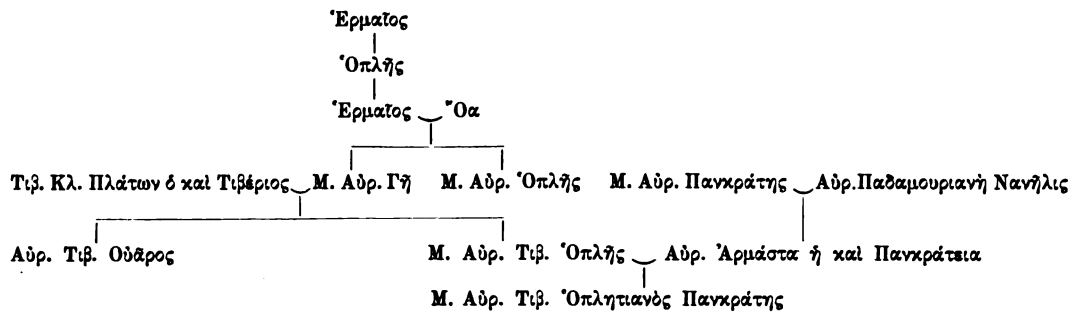 Ἑρμαῖος
Ὁπλῆς
Ἑρμαῖος Ὄα
Τιβ. Κλ. Πλάτων ὁ καὶ Τιβέριος Μ. Αὐρ. Γῆ Μ. Αὐρ. Ὁπλῆς Μ. Αὐρ. Πανκράτης Αὐρ. Παδαμουριανὴ Νανῆλις
Αὐρ. Τιβ. Οὐᾶρος Μ. Αὐρ. Τιβ. Ὁπλῆς Αὐρ. Ἀρμάστα ἡ καὶ Πανκράτεια
Μ. Αὐρ. Τιβ. Ὁπλητιανὸς Πανκράτης